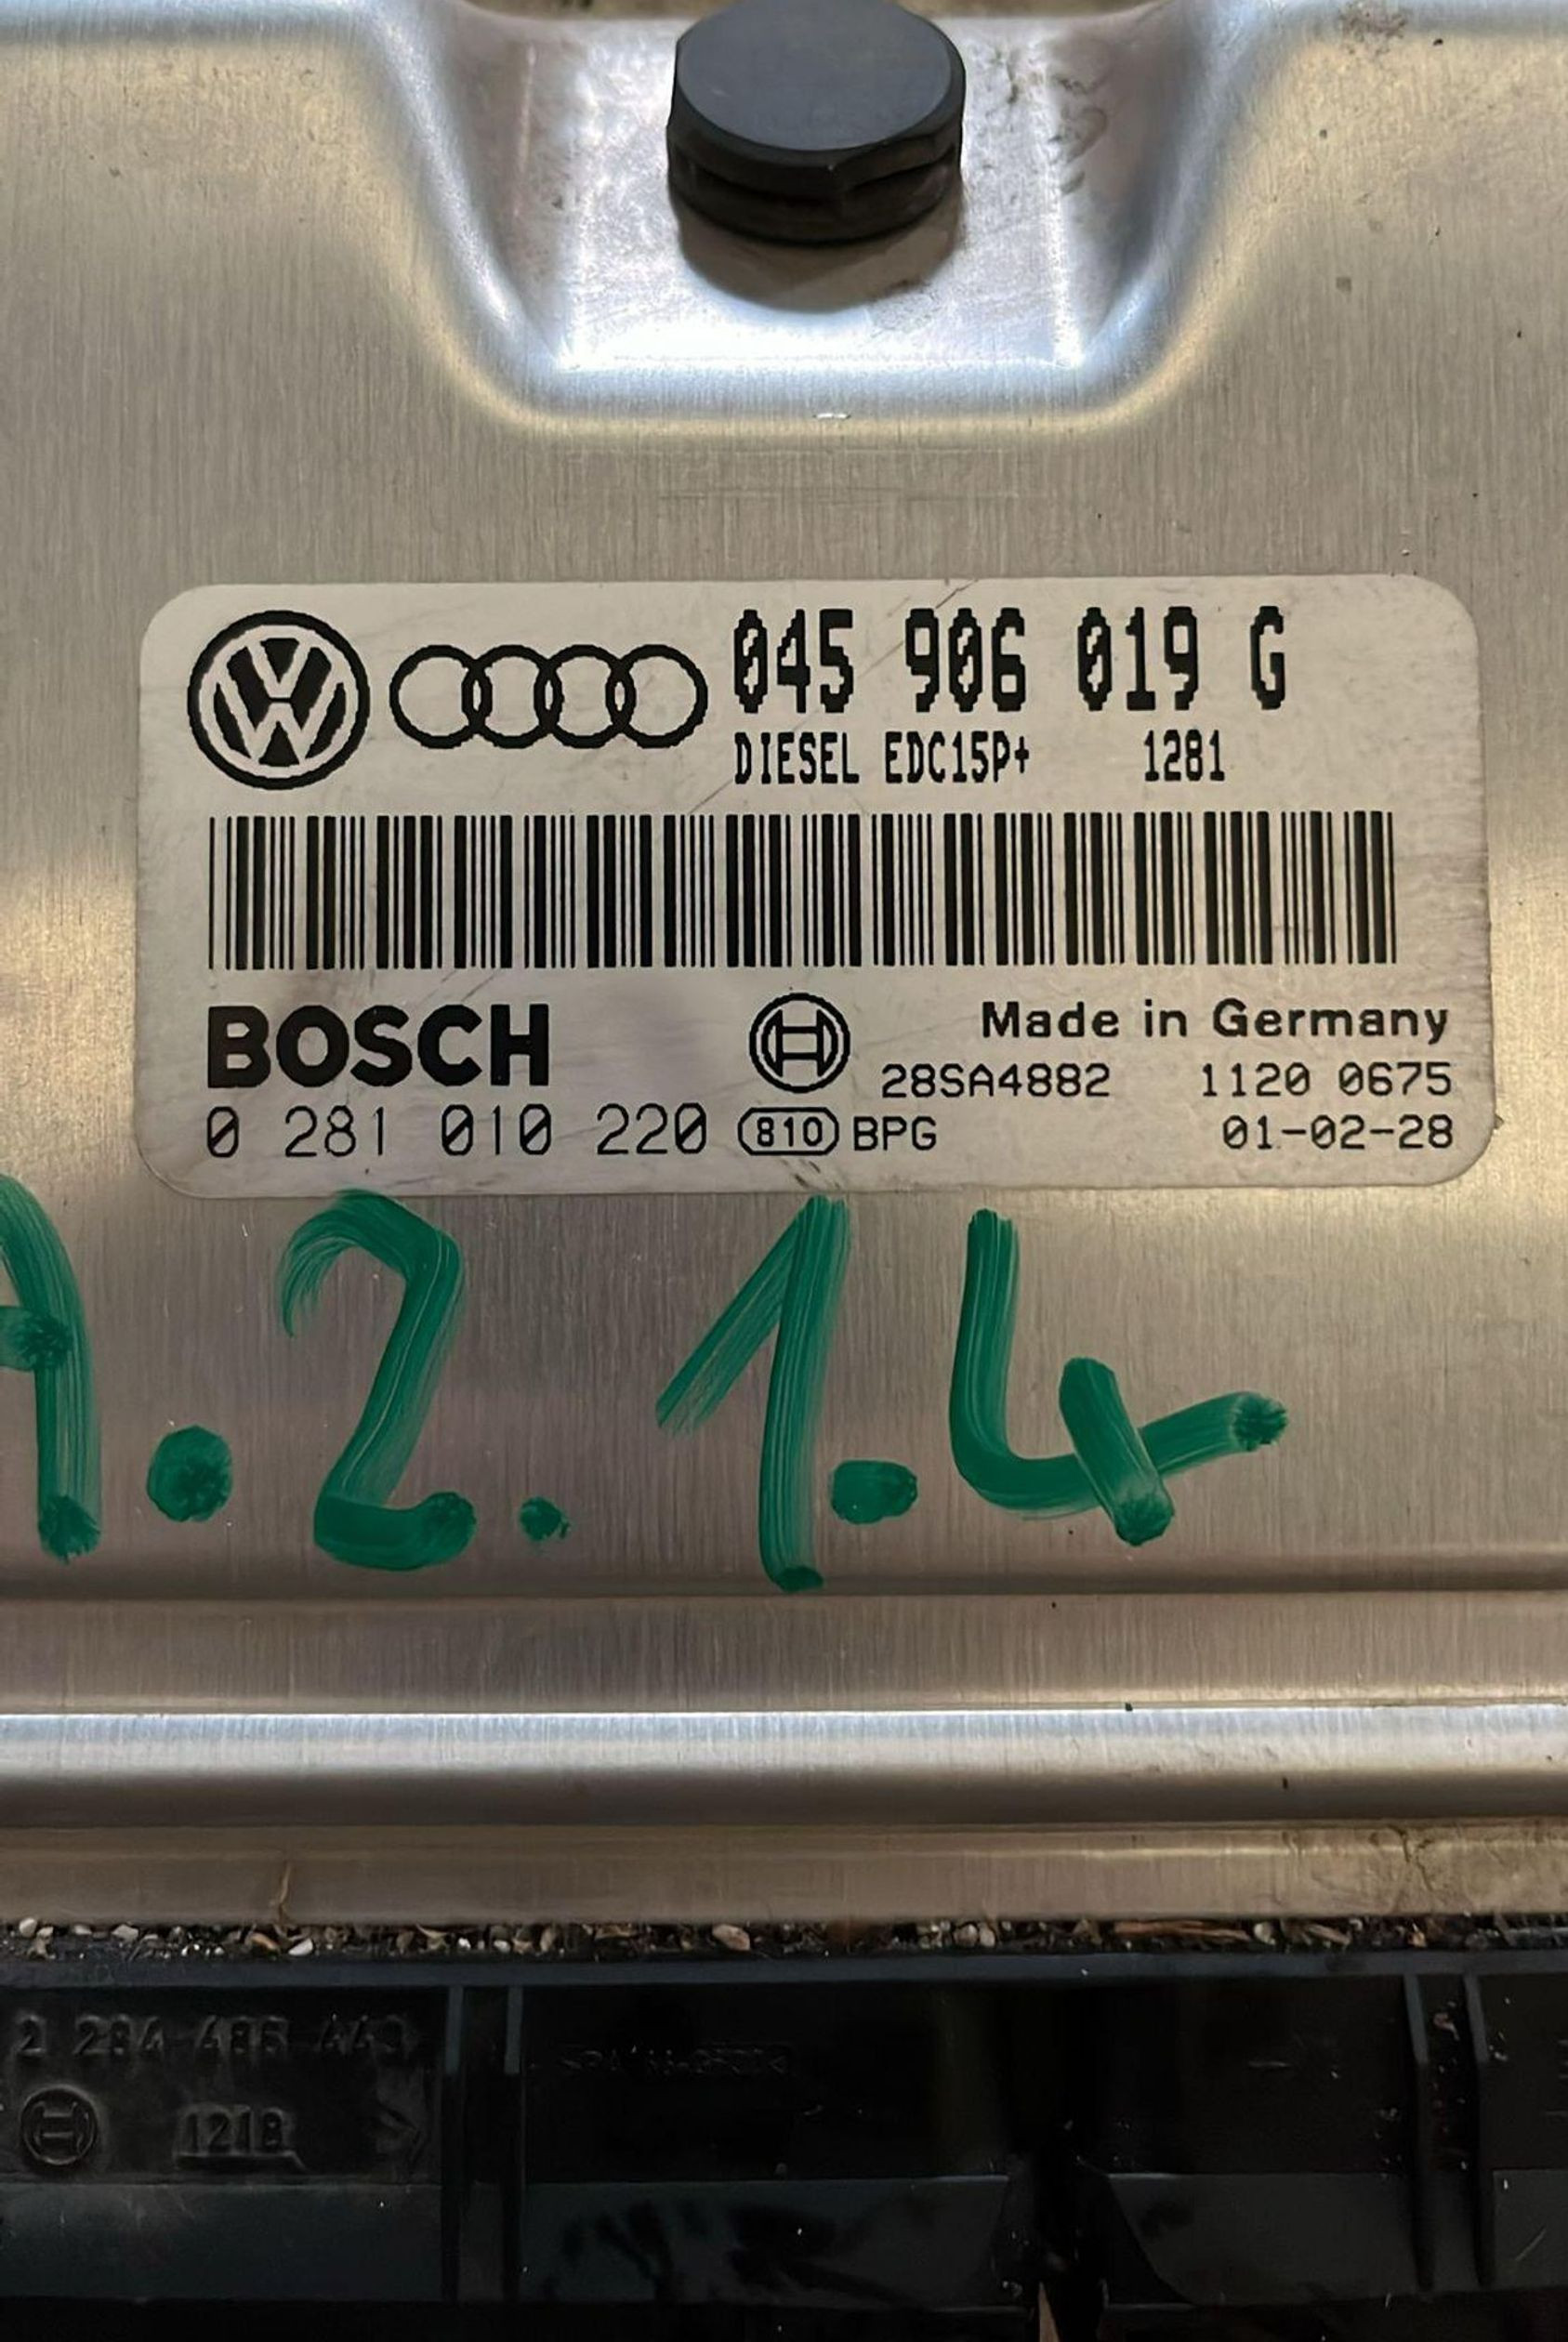 045 906 019 G
DIESEL EDC15P+ 1281
BOSCH
Made in Germany
28SA4882 1120 0675
0 281 010 220 810 BPG 01-02-28
A.2.1.4
1218